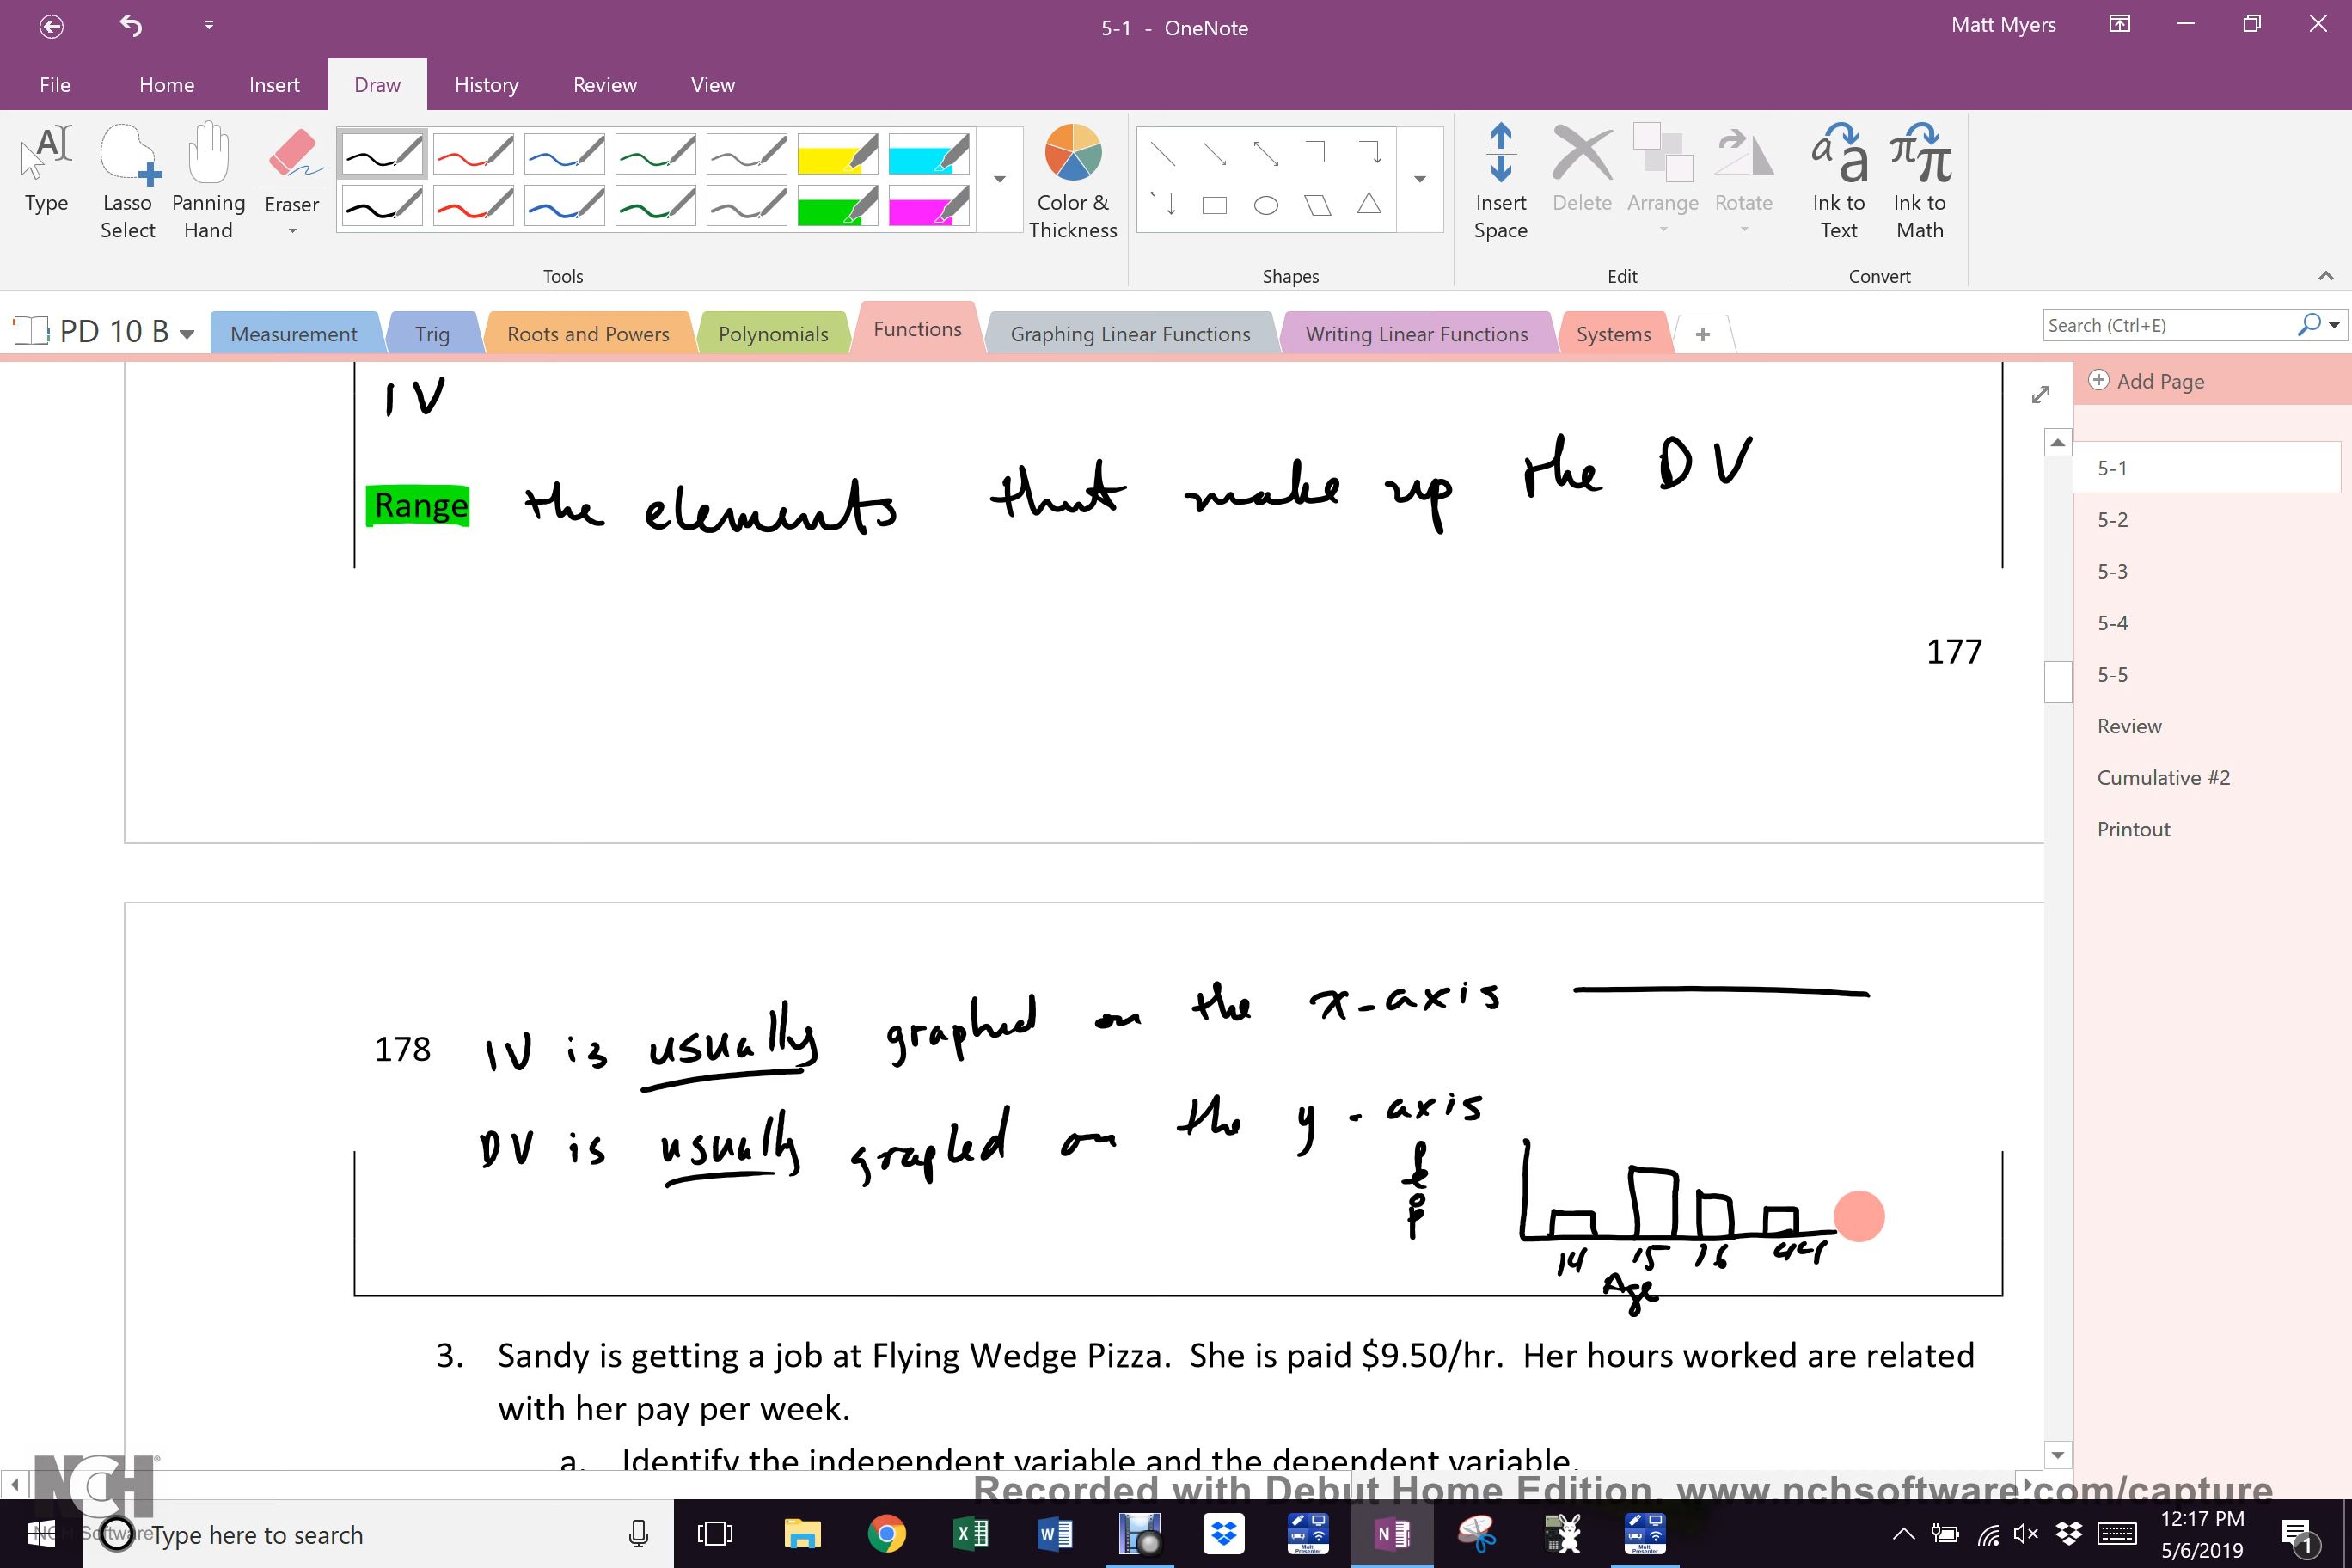 5-1 - OneNote
Matt Myers
File Home Insert Draw History Review View
Type
Lasso Select
Panning Hand
Eraser
Color & Thickness
Insert Space
Delete
Arrange
Rotate
Ink to Text
Ink to Math
Tools
Shapes
Edit
Convert
PD 10 B
Measurement Trig Roots and Powers Polynomials Functions Graphing Linear Functions Writing Linear Functions Systems +
Search (Ctrl+E)
Add Page
5-1
5-2
5-3
5-4
5-5
Review
Cumulative #2
Printout
IV
Range the elements that make up the DV
177
178 IV is usually graphed on the x-axis
DV is usually graphed on the y-axis
14 15 16
Age
3. Sandy is getting a job at Flying Wedge Pizza. She is paid $9.50/hr. Her hours worked are related
with her pay per week.
a. Identify the independent variable and the dependent variable.
NCH
NCH Software
Recorded with Debut Home Edition. www.nchsoftware.com/capture
Type here to search
12:17 PM
5/6/2019
1